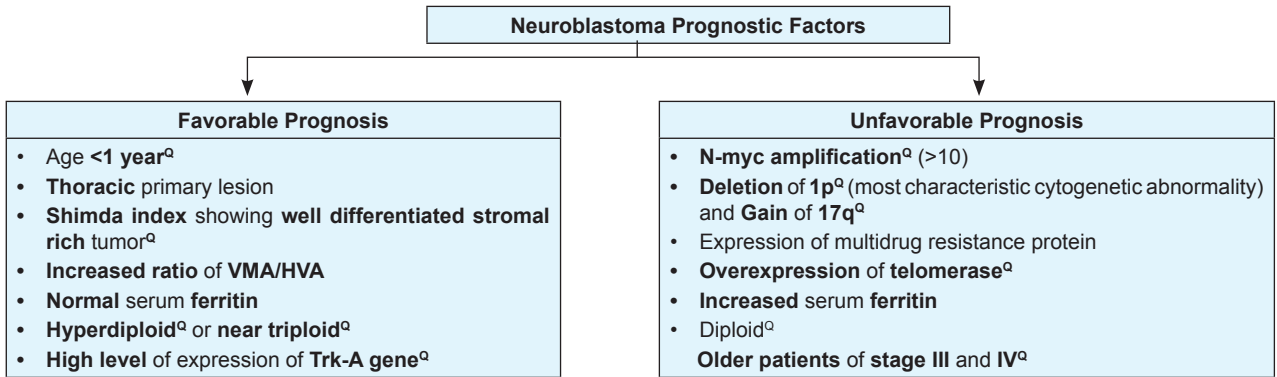 Neuroblastoma Prognostic Factors
Favorable Prognosis
• Age <1 yearQ
• Thoracic primary lesion
• Shimda index showing well differentiated stromal
rich tumorQ
• Increased ratio of VMA/HVA
• Normal serum ferritin
• HyperdiploidQ or near triploidQ
• High level of expression of Trk-A geneQ
Unfavorable Prognosis
• N-myc amplificationQ (>10)
• Deletion of 1pQ (most characteristic cytogenetic abnormality)
and Gain of 17qQ
• Expression of multidrug resistance protein
• Overexpression of telomeraseQ
• Increased serum ferritin
• DiploidQ
Older patients of stage III and IVQ